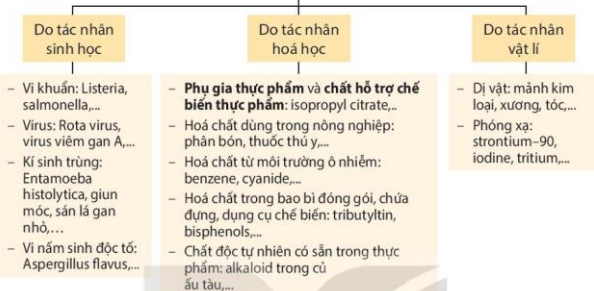 Do tác nhân
sinh học
Do tác nhân
hoá học
Do tác nhân
vật lí
– Vi khuẩn: Listeria,
salmonella,...
– Virus: Rota virus,
virus viêm gan A,...
– Kí sinh trùng:
Entamoeba
histolytica, giun
móc, sán lá gan
nhỏ,...
– Vi nấm sinh độc tố:
Aspergillus flavus,...
– Phụ gia thực phẩm và chất hỗ trợ chế
biến thực phẩm: isopropyl citrate,..
– Hoá chất dùng trong nông nghiệp:
phân bón, thuốc thú y,...
– Hoá chất từ môi trường ô nhiễm:
benzene, cyanide,...
– Hoá chất trong bao bì đóng gói, chứa
đựng, dụng cụ chế biến: tributyltin,
bisphenols,...
– Chất độc tự nhiên có sẵn trong thực
phẩm: alkaloid trong củ
ấu tàu,...
– Dị vật: mảnh kim
loại, xương, tóc,...
– Phóng xạ:
strontium–90,
iodine, tritium,...